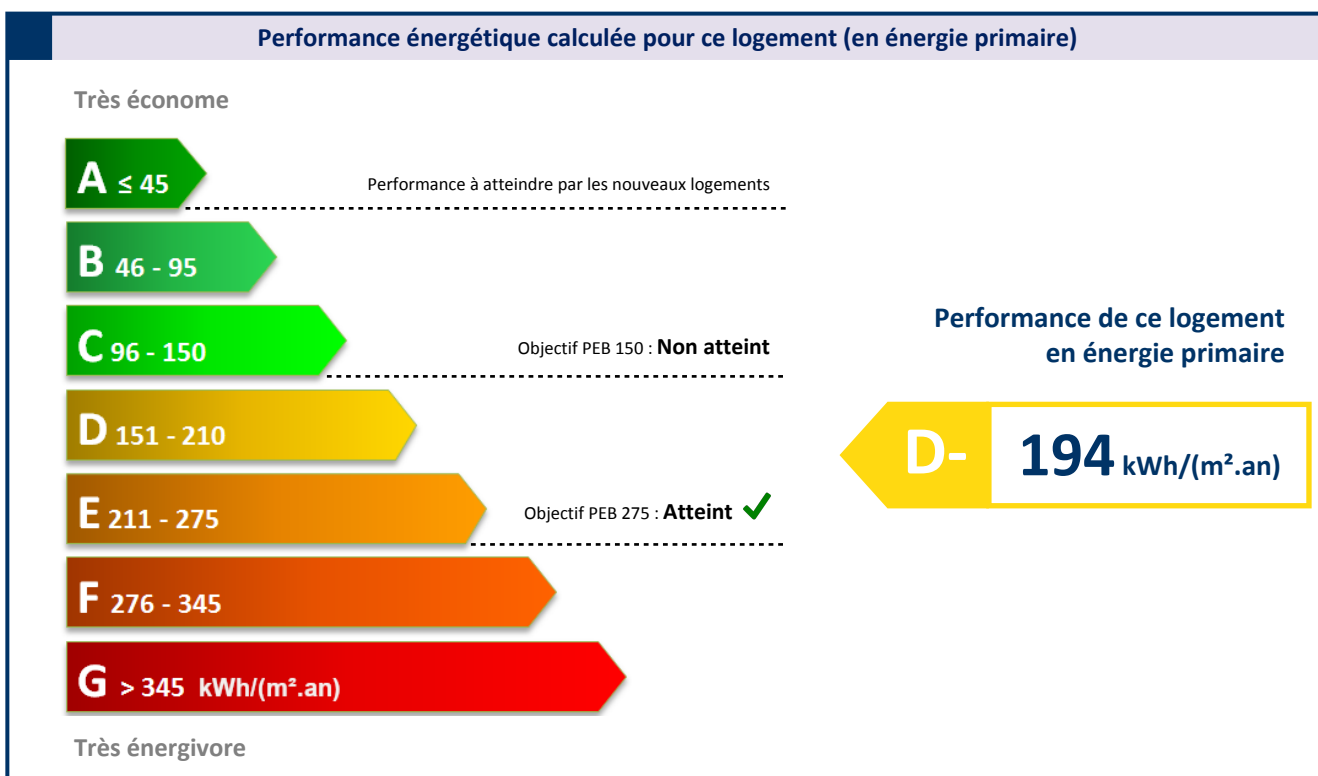 Performance énergétique calculée pour ce logement (en énergie primaire)
Très économe
A ≤ 45
Performance à atteindre par les nouveaux logements
B 46 - 95
C 96 - 150
Objectif PEB 150 : Non atteint
D 151 - 210
E 211 - 275
Objectif PEB 275 : Atteint ✓
F 276 - 345
G > 345 kWh/(m².an)
Très énergivore
Performance de ce logement
en énergie primaire
D- 194 kWh/(m².an)